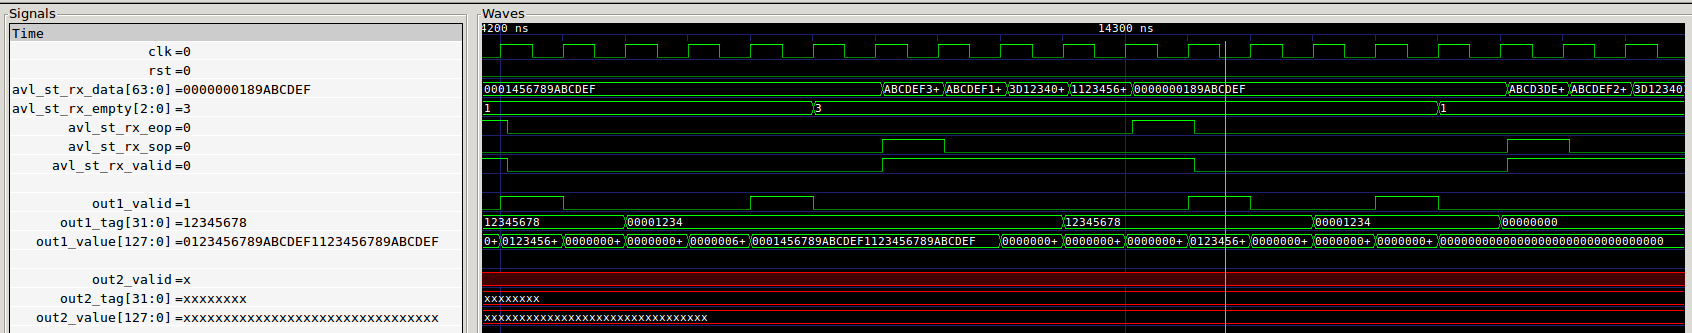 Signals
Waves
Time
4200 ns 14300 ns
clk=0
rst=0
avl_st_rx_data[63:0]=0000000189ABCDEF 0001456789ABCDEF ABCDEF3+ ABCDEF1+ 3D12340+ 1123456+ 0000000189ABCDEF ABCD3DE+ ABCDEF2+ 3D12340
avl_st_rx_empty[2:0]=3 1 3 1
avl_st_rx_eop=0
avl_st_rx_sop=0
avl_st_rx_valid=0
out1_valid=1
out1_tag[31:0]=12345678 12345678 00001234 12345678 00001234 00000000
out1_value[127:0]=0123456789ABCDEF1123456789ABCDEF 0+ 0123456+ 0000000+ 0000000+ 0000006+ 0001456789ABCDEF1123456789ABCDEF 0000000+ 0000000+ 0000000+ 0123456+ 0000000+ 0000000+ 0000000+ 00000000000000000000000000000000
out2_valid=x
out2_tag[31:0]=xxxxxxxx xxxxxxxx
out2_value[127:0]=xxxxxxxxxxxxxxxxxxxxxxxxxxxxxxxx xxxxxxxxxxxxxxxxxxxxxxxxxxxxxxxx